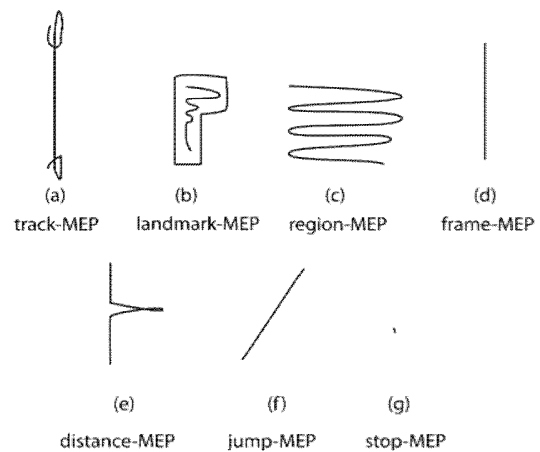 (a) (b) (c) (d)
track-MEP landmark-MEP region-MEP frame-MEP
(e) (f) (g)
distance-MEP jump-MEP stop-MEP